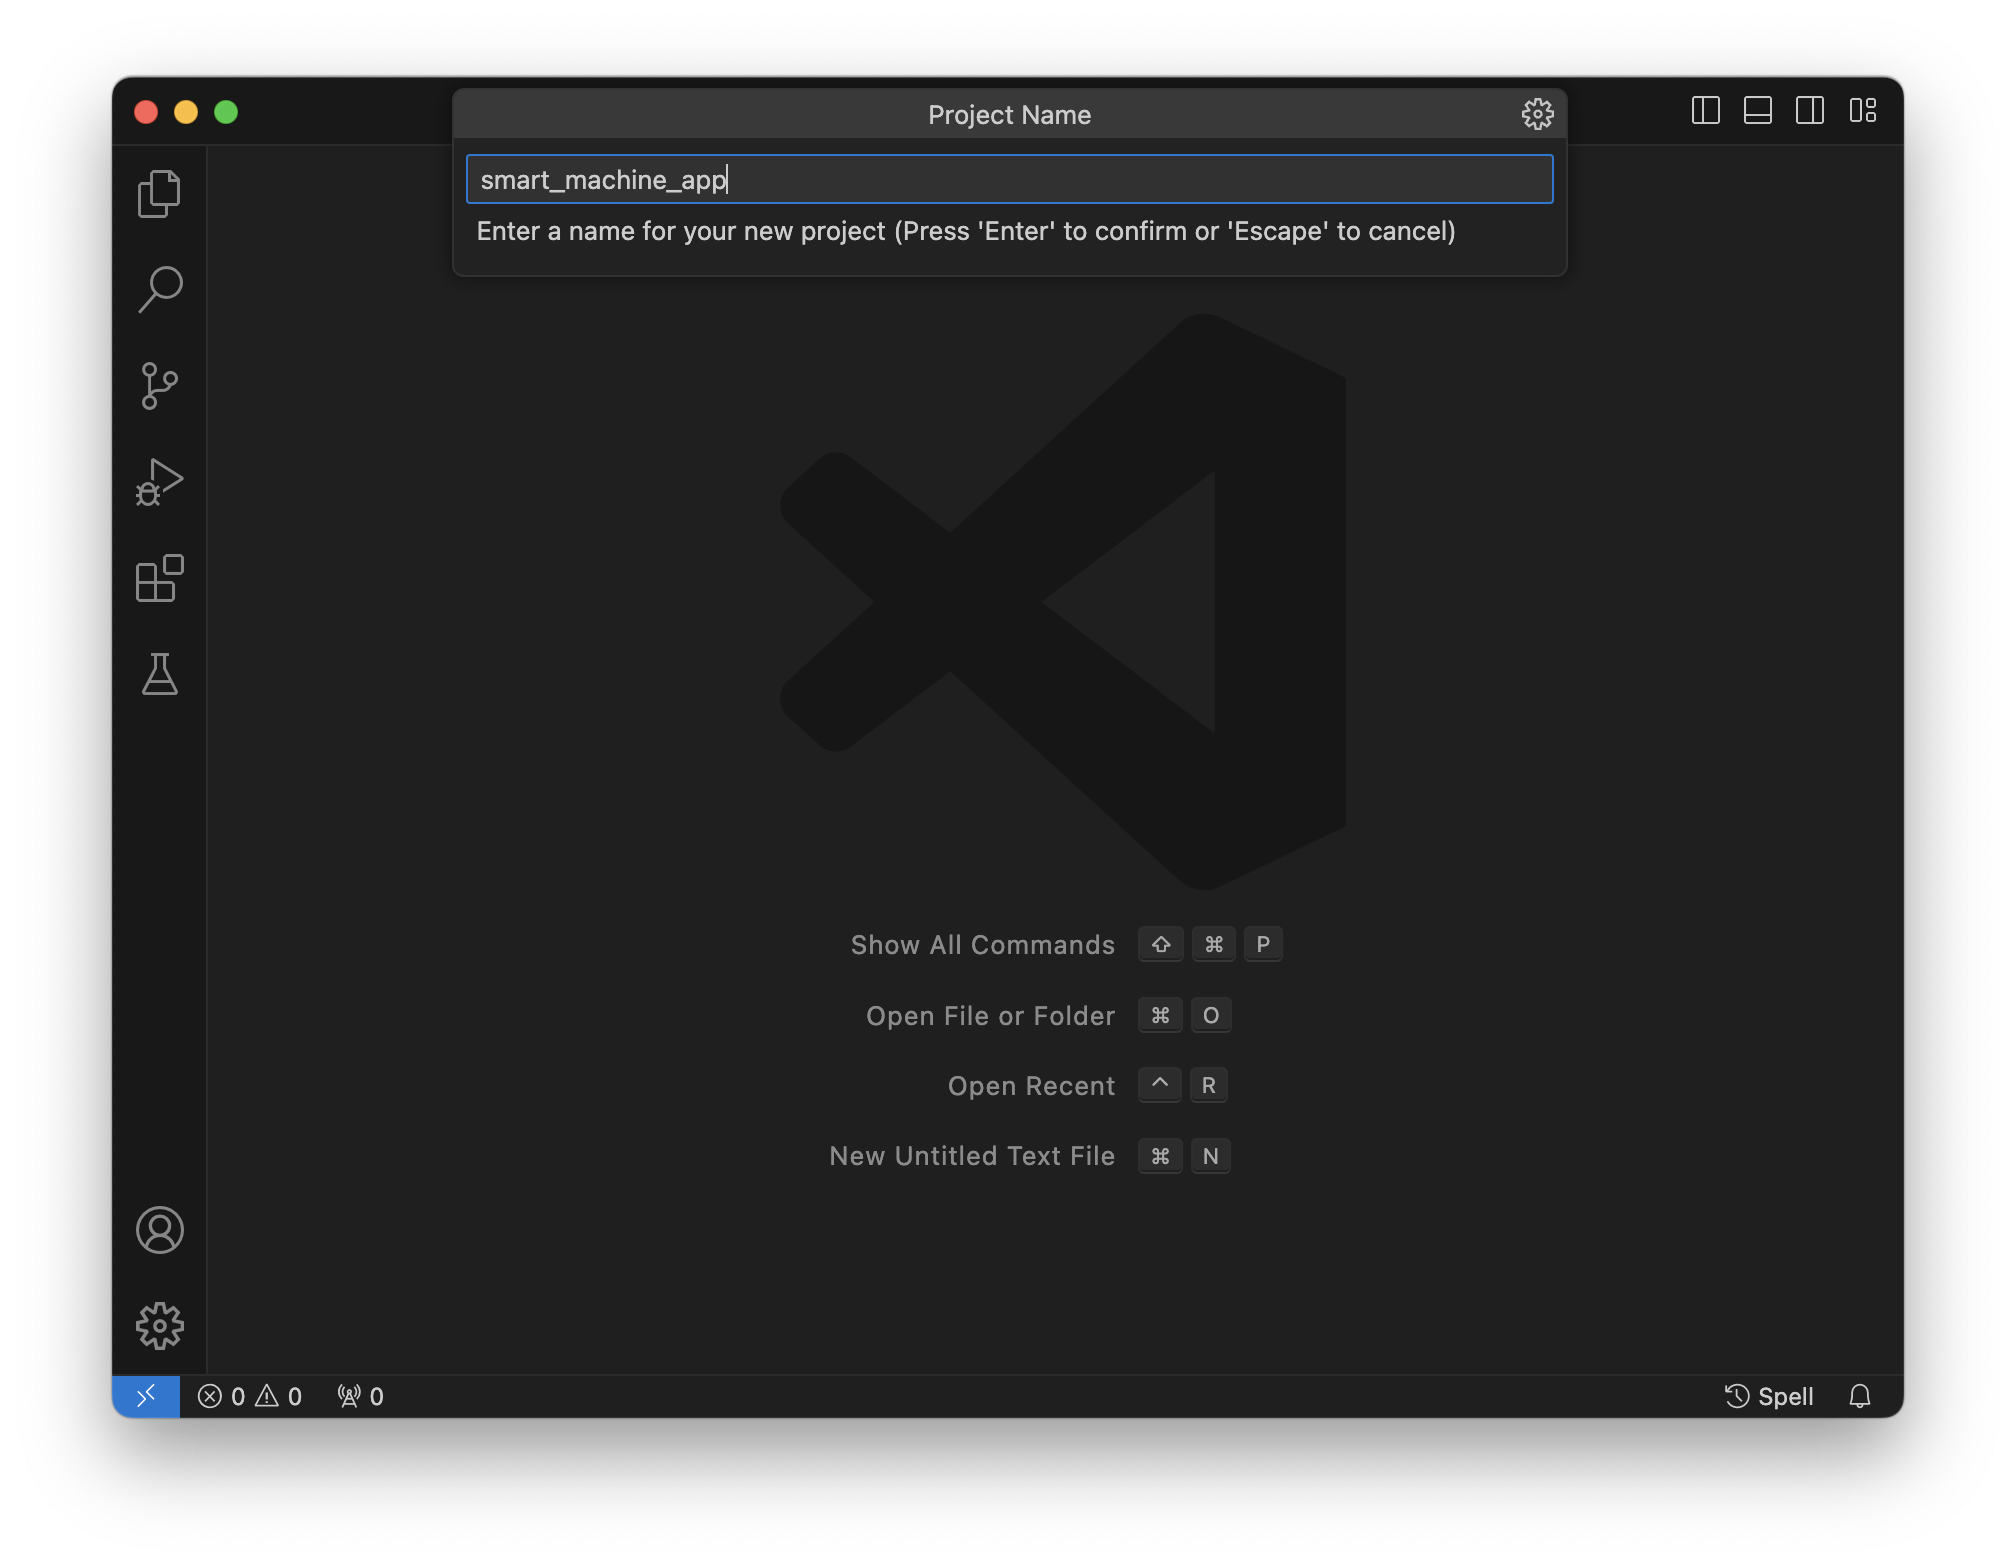 Project Name
smart_machine_app
Enter a name for your new project (Press 'Enter' to confirm or 'Escape' to cancel)
Show All Commands ⇧ ⌘ P
Open File or Folder ⌘ O
Open Recent ^ R
New Untitled Text File ⌘ N
0 0 0 Spell